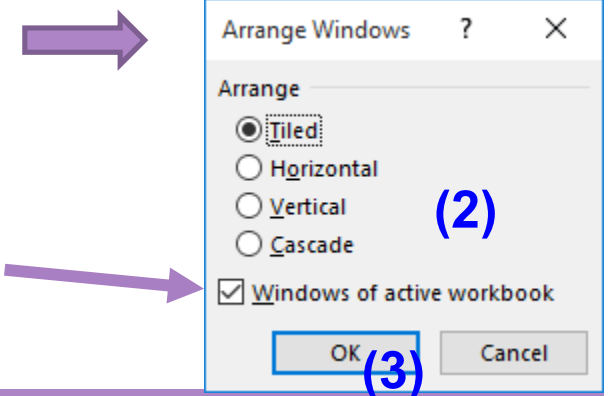 Arrange Windows ? ×
Arrange
Tiled
Horizontal
Vertical
(2)
Cascade
Windows of active workbook
OK (3) Cancel